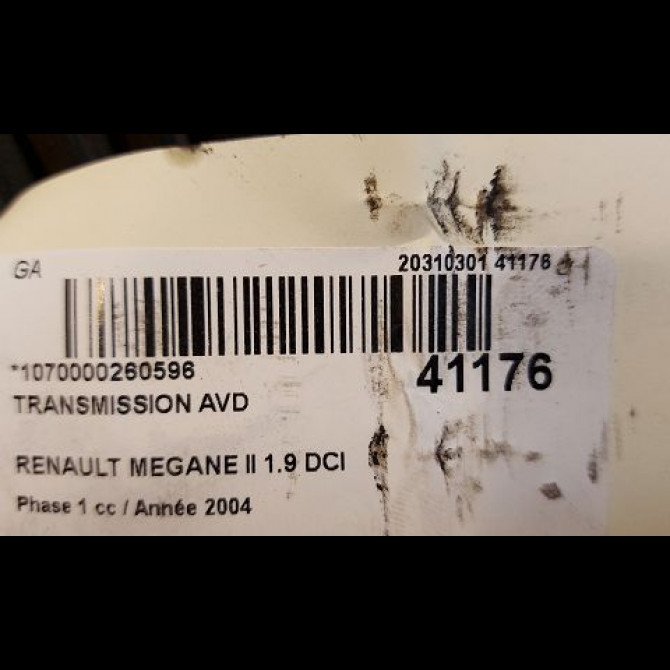 GA 20310301 41176
*1070000260596 41176
TRANSMISSION AVD
RENAULT MEGANE II 1.9 DCI
Phase 1 cc / Année 2004